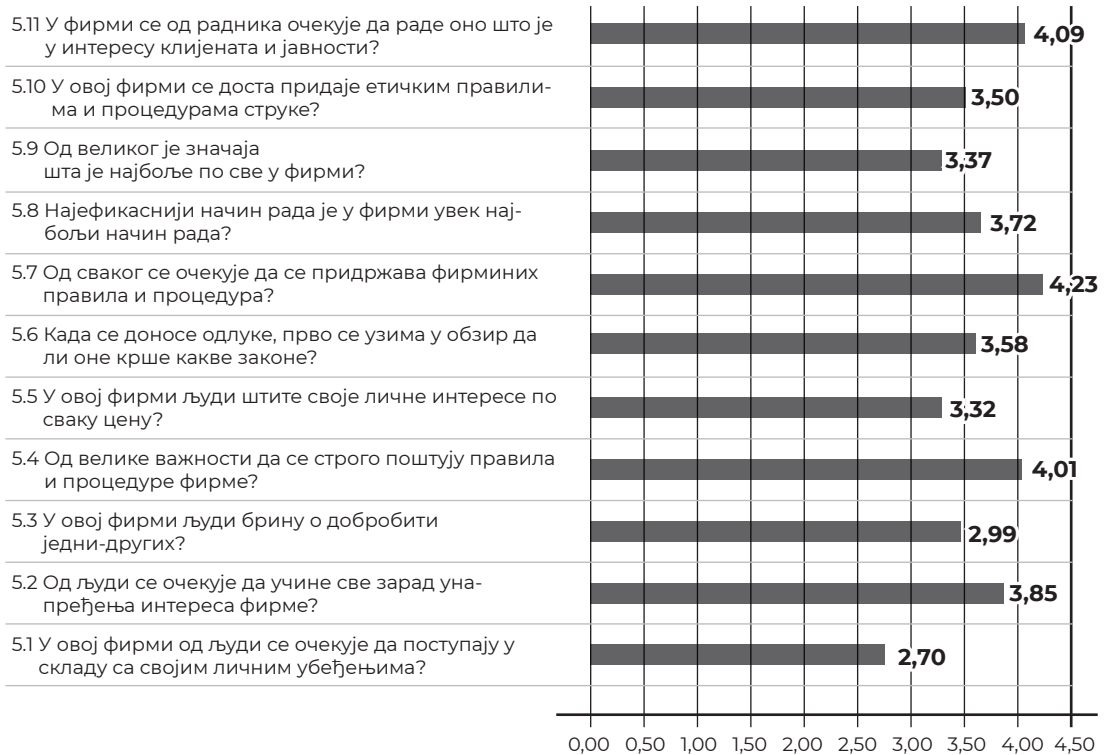 5.11 У фирми се од радника очекује да раде оно што је
у интересу клијената и јавности?
4,09
5.10 У овој фирми се доста придаје етичким правили-
ма и процедурама струке?
3,50
5.9 Од великог је значаја
шта је најбоље по све у фирми?
3,37
5.8 Најефикаснији начин рада је у фирми увек нај-
бољи начин рада?
3,72
5.7 Од сваког се очекује да се придржава фирминих
правила и процедура?
4,23
5.6 Када се доносе одлуке, прво се узима у обзир да
ли оне крше какве законе?
3,58
5.5 У овој фирми људи штите своје личне интересе по
сваку цену?
3,32
5.4 Од велике важности да се строго поштују правила
и процедуре фирме?
4,01
5.3 У овој фирми људи брину о добробити
једни-других?
2,99
5.2 Од људи се очекује да учине све зарад уна-
пређења интереса фирме?
3,85
5.1 У овој фирми од људи се очекује да поступају у
складу са својим личним убеђењима?
2,70
0,00 0,50 1,00 1,50 2,00 2,50 3,00 3,50 4,00 4,50